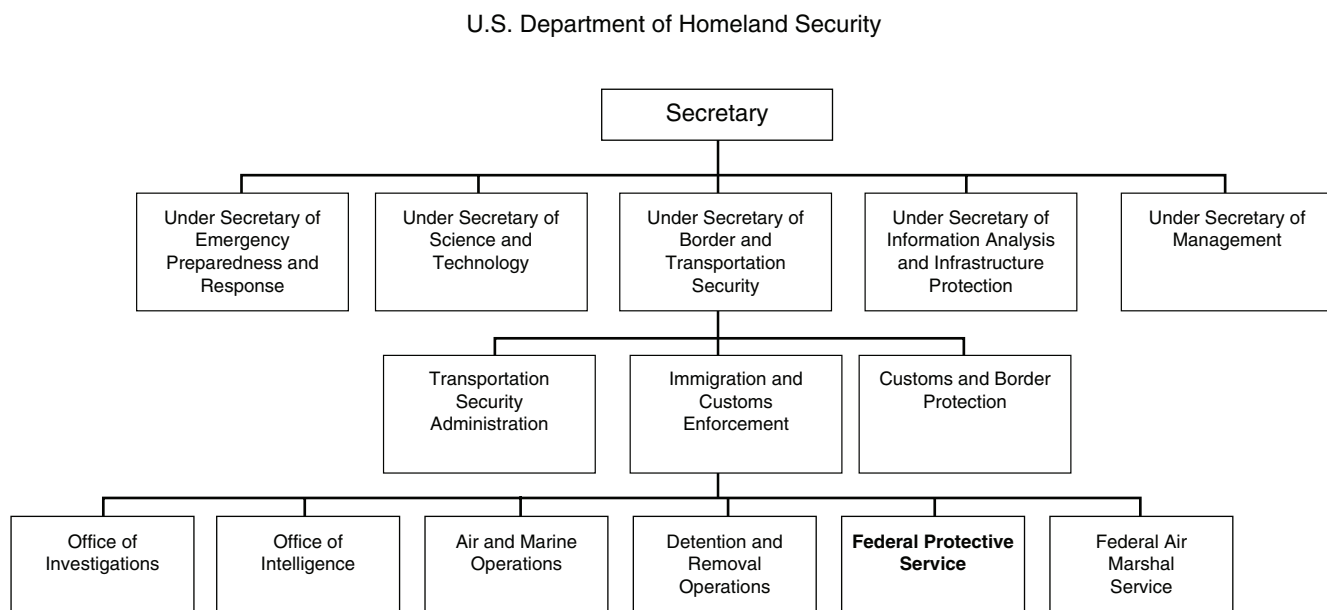 U.S. Department of Homeland Security
Secretary
Under Secretary of
Emergency
Preparedness and
Response
Under Secretary of
Science and
Technology
Under Secretary of
Border and
Transportation
Security
Under Secretary of
Information Analysis
and Infrastructure
Protection
Under Secretary of
Management
Transportation
Security
Administration
Immigration and
Customs
Enforcement
Customs and Border
Protection
Office of
Investigations
Office of
Intelligence
Air and Marine
Operations
Detention and
Removal
Operations
Federal Protective
Service
Federal Air
Marshal
Service